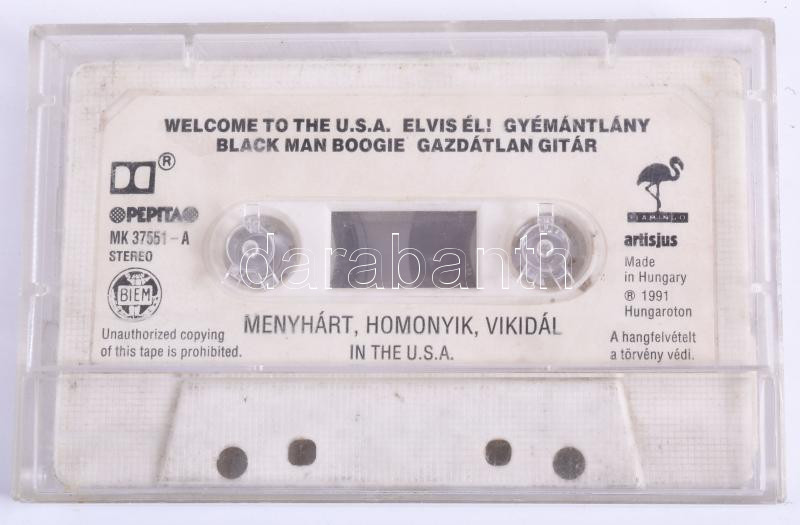 WELCOME TO THE U.S.A. ELVIS ÉL! GYÉMÁNTLÁNY
BLACK MAN BOOGIE GAZDÁTLAN GITÁR
®
PEPITA
MK 37551-A
STEREO
BIEM
Unauthorized copying
of this tape is prohibited.
darabanth
MENYHÁRT, HOMONYIK, VIKIDÁL
IN THE U.S.A.
FLAMINGO
artisjus
Made
in Hungary
℗ 1991
Hungaroton
A hangfelvételt
a törvény védi.